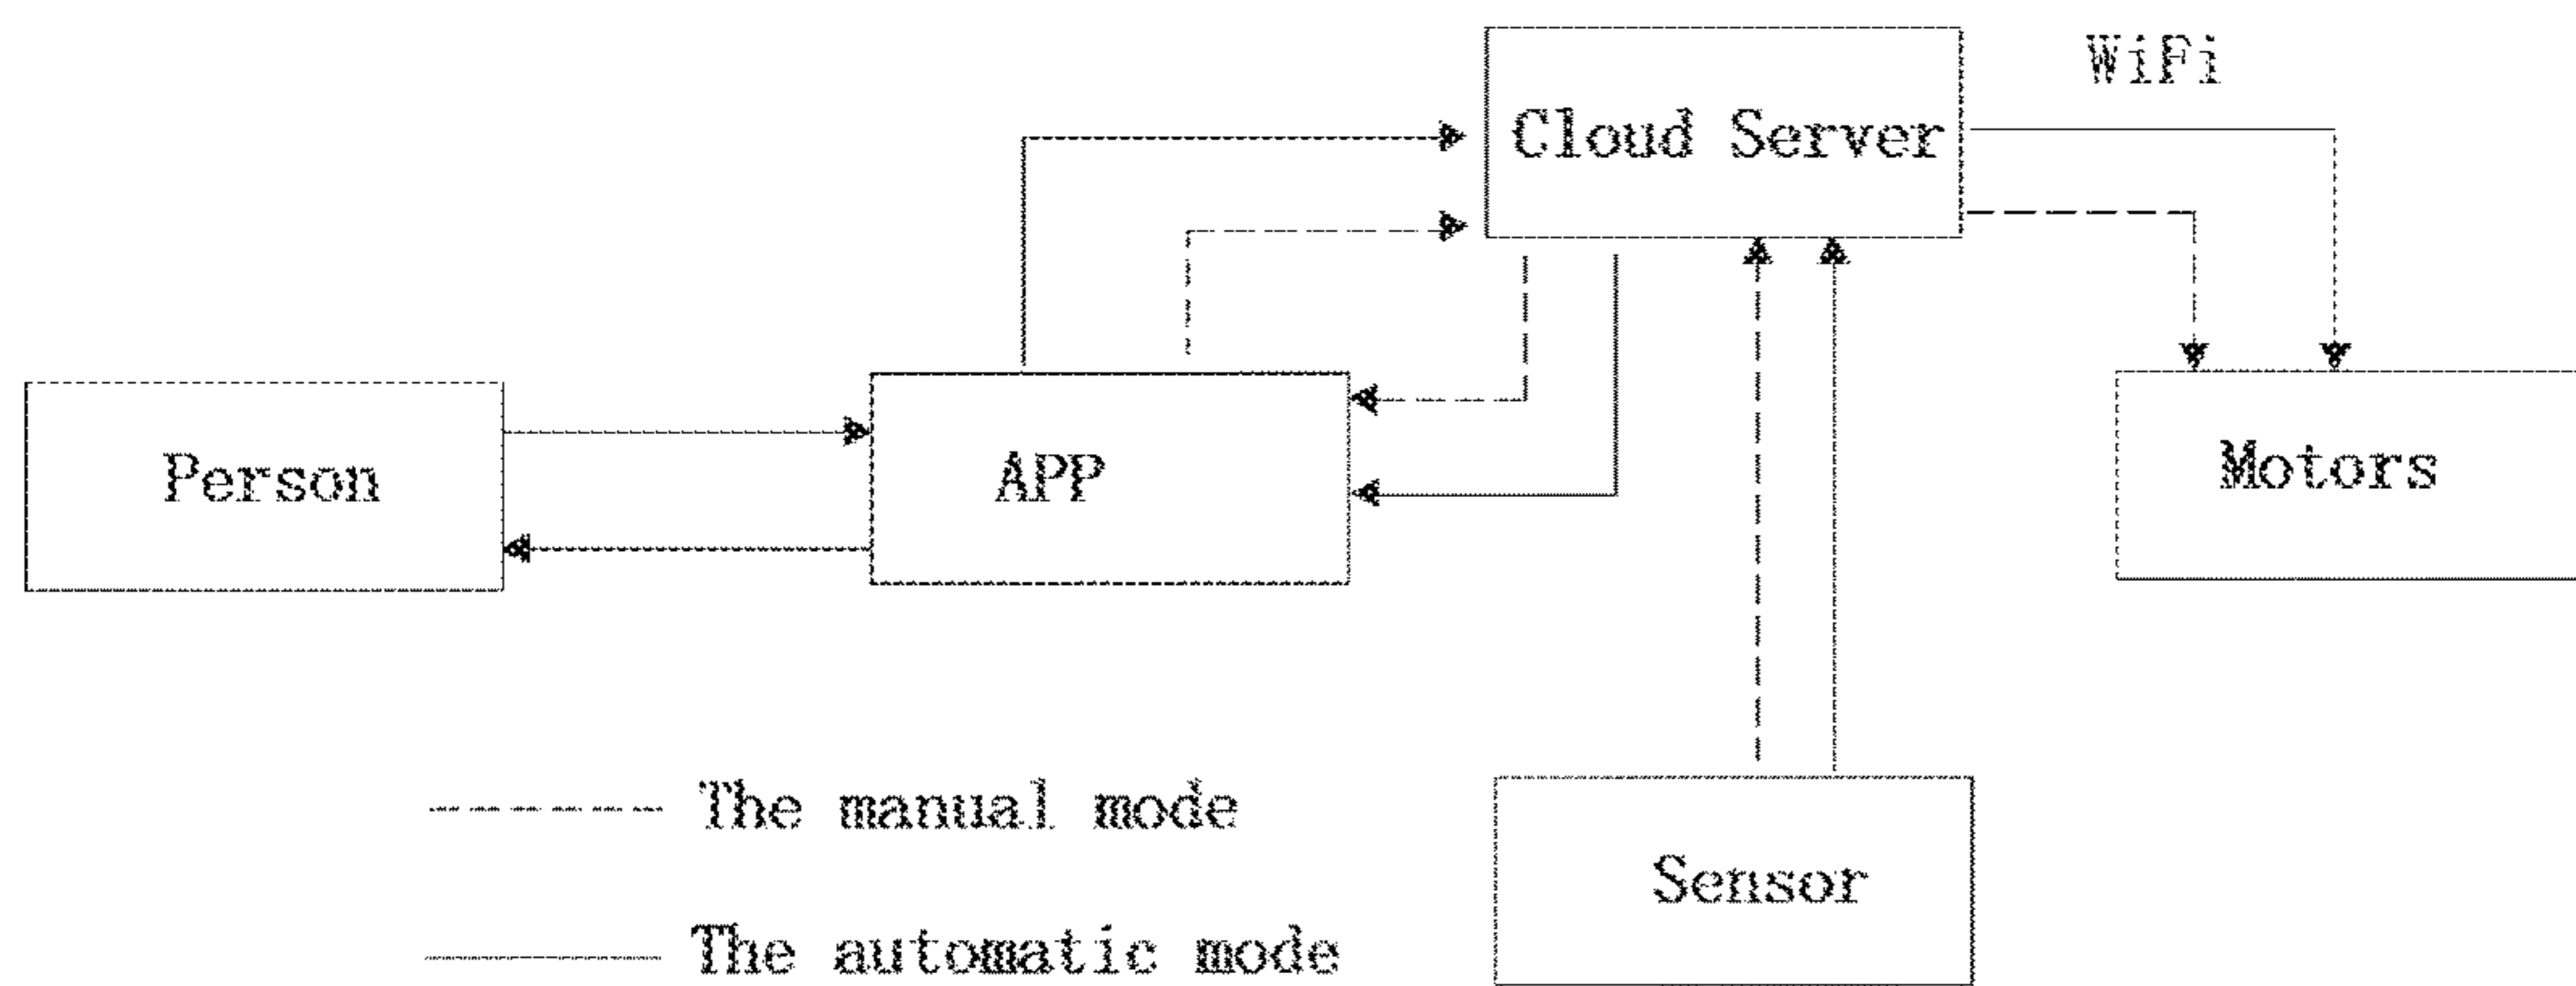 WiFi
Cloud Server
Person
APP
Motors
The manual mode
Sensor
The automatic mode